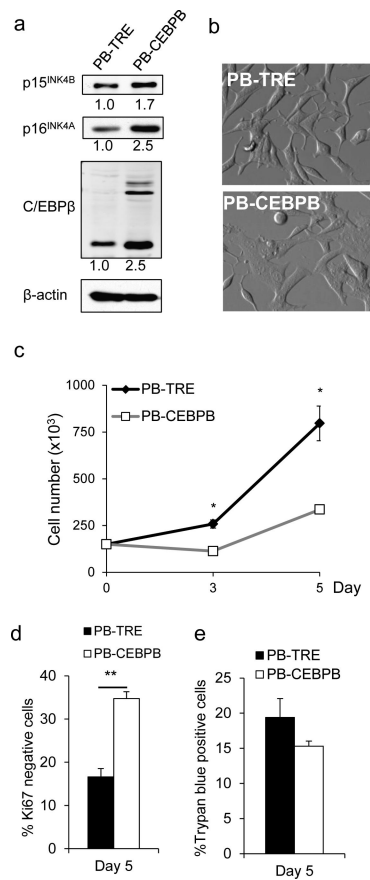 a
PB-TRE
PB-CEBPB
p15INK4B
1.0 1.7
p16INK4A
1.0 2.5
C/EBPβ
1.0 2.5
β-actin
b
PB-TRE
PB-CEBPB
c
PB-TRE
PB-CEBPB
Cell number (x10³)
1000
750
500
250
0
*
*
0 3 5 Day
d
PB-TRE
PB-CEBPB
**
% Ki67 negative cells
40
30
20
10
0
Day 5
e
PB-TRE
PB-CEBPB
%Trypan blue positive cells
25
20
15
10
5
0
Day 5